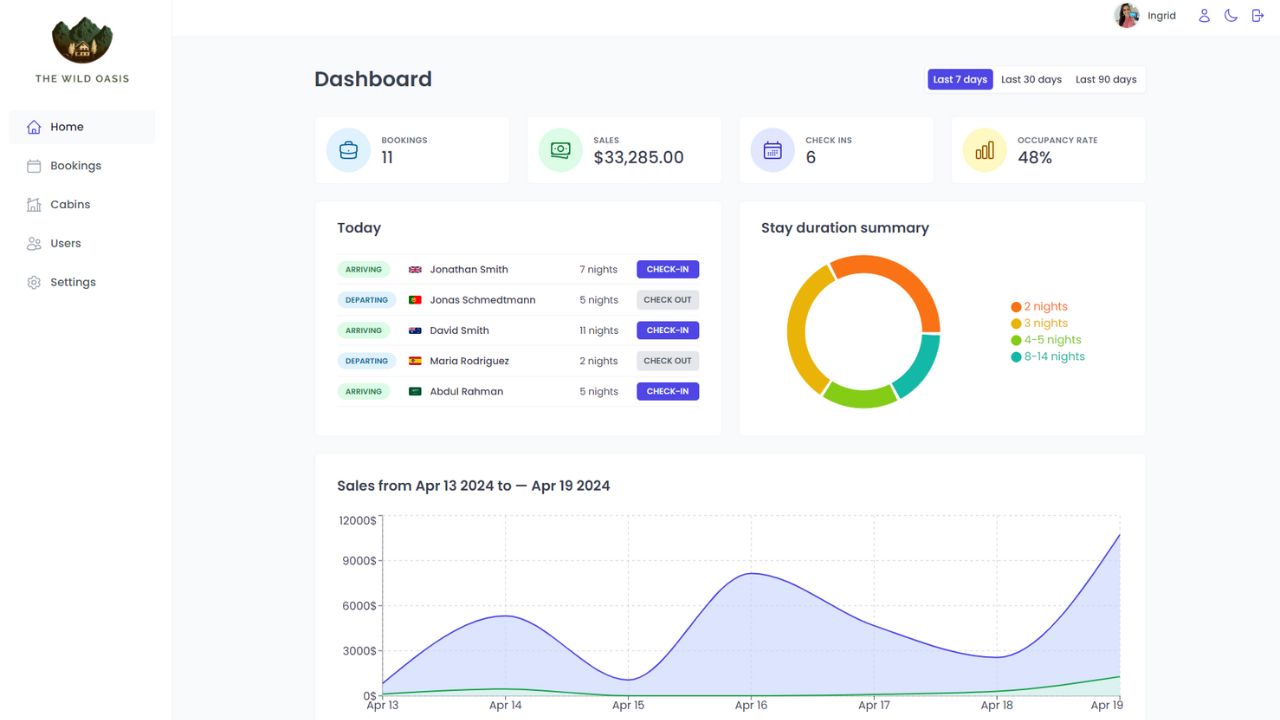 THE WILD OASIS
Ingrid
Home
Bookings
Cabins
Users
Settings
Dashboard
Last 7 days Last 30 days Last 90 days
BOOKINGS
11
SALES
$33,285.00
CHECK INS
6
OCCUPANCY RATE
48%
Today
ARRIVING Jonathan Smith 7 nights CHECK-IN
DEPARTING Jonas Schmedtmann 5 nights CHECK OUT
ARRIVING David Smith 11 nights CHECK-IN
DEPARTING Maria Rodriguez 2 nights CHECK OUT
ARRIVING Abdul Rahman 5 nights CHECK-IN
Stay duration summary
2 nights
3 nights
4-5 nights
8-14 nights
Sales from Apr 13 2024 to — Apr 19 2024
12000$
9000$
6000$
3000$
0$
Apr 13 Apr 14 Apr 15 Apr 16 Apr 17 Apr 18 Apr 19